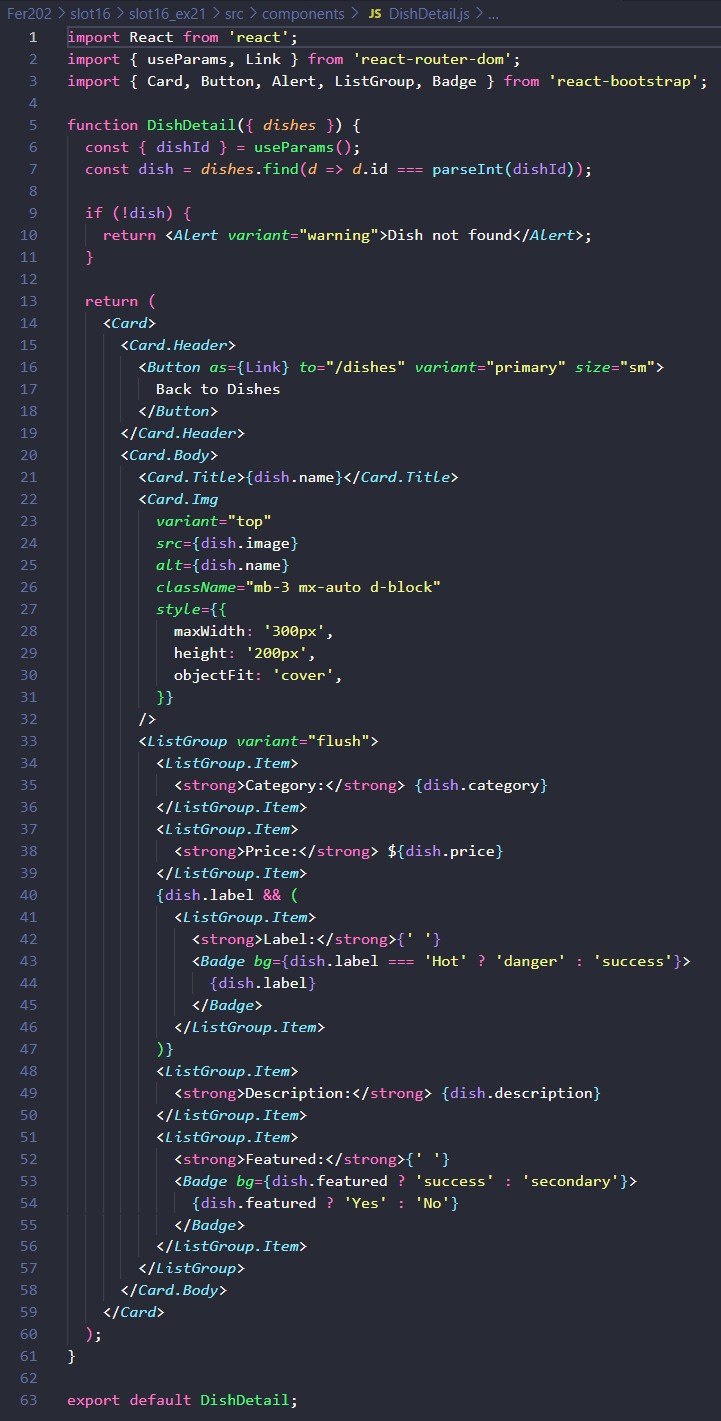 Fer202 > slot16 > slot16_ex21 > src > components > JS DishDetail.js > ...
1 import React from 'react';
2 import { useParams, Link } from 'react-router-dom';
3 import { Card, Button, Alert, ListGroup, Badge } from 'react-bootstrap';
4
5 function DishDetail({ dishes }) {
6   const { dishId } = useParams();
7   const dish = dishes.find(d => d.id === parseInt(dishId));
8
9   if (!dish) {
10     return <Alert variant="warning">Dish not found</Alert>;
11   }
12
13   return (
14     <Card>
15       <Card.Header>
16         <Button as={Link} to="/dishes" variant="primary" size="sm">
17           Back to Dishes
18         </Button>
19       </Card.Header>
20       <Card.Body>
21         <Card.Title>{dish.name}</Card.Title>
22         <Card.Img
23           variant="top"
24           src={dish.image}
25           alt={dish.name}
26           className="mb-3 mx-auto d-block"
27           style={{
28             maxWidth: '300px',
29             height: '200px',
30             objectFit: 'cover',
31           }}
32         />
33         <ListGroup variant="flush">
34           <ListGroup.Item>
35             <strong>Category:</strong> {dish.category}
36           </ListGroup.Item>
37           <ListGroup.Item>
38             <strong>Price:</strong> ${dish.price}
39           </ListGroup.Item>
40           {dish.label && (
41             <ListGroup.Item>
42               <strong>Label:</strong>{' '}
43               <Badge bg={dish.label === 'Hot' ? 'danger' : 'success'}>
44                 {dish.label}
45               </Badge>
46             </ListGroup.Item>
47           )}
48           <ListGroup.Item>
49             <strong>Description:</strong> {dish.description}
50           </ListGroup.Item>
51           <ListGroup.Item>
52             <strong>Featured:</strong>{' '}
53             <Badge bg={dish.featured ? 'success' : 'secondary'}>
54               {dish.featured ? 'Yes' : 'No'}
55             </Badge>
56           </ListGroup.Item>
57         </ListGroup>
58       </Card.Body>
59     </Card>
60   );
61 }
62
63 export default DishDetail;